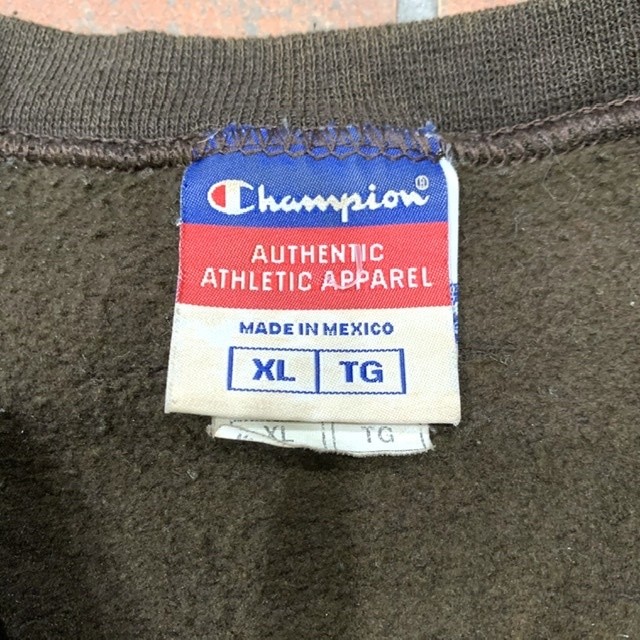 Champion®
AUTHENTIC
ATHLETIC APPAREL
MADE IN MEXICO
XL TG
XL TG